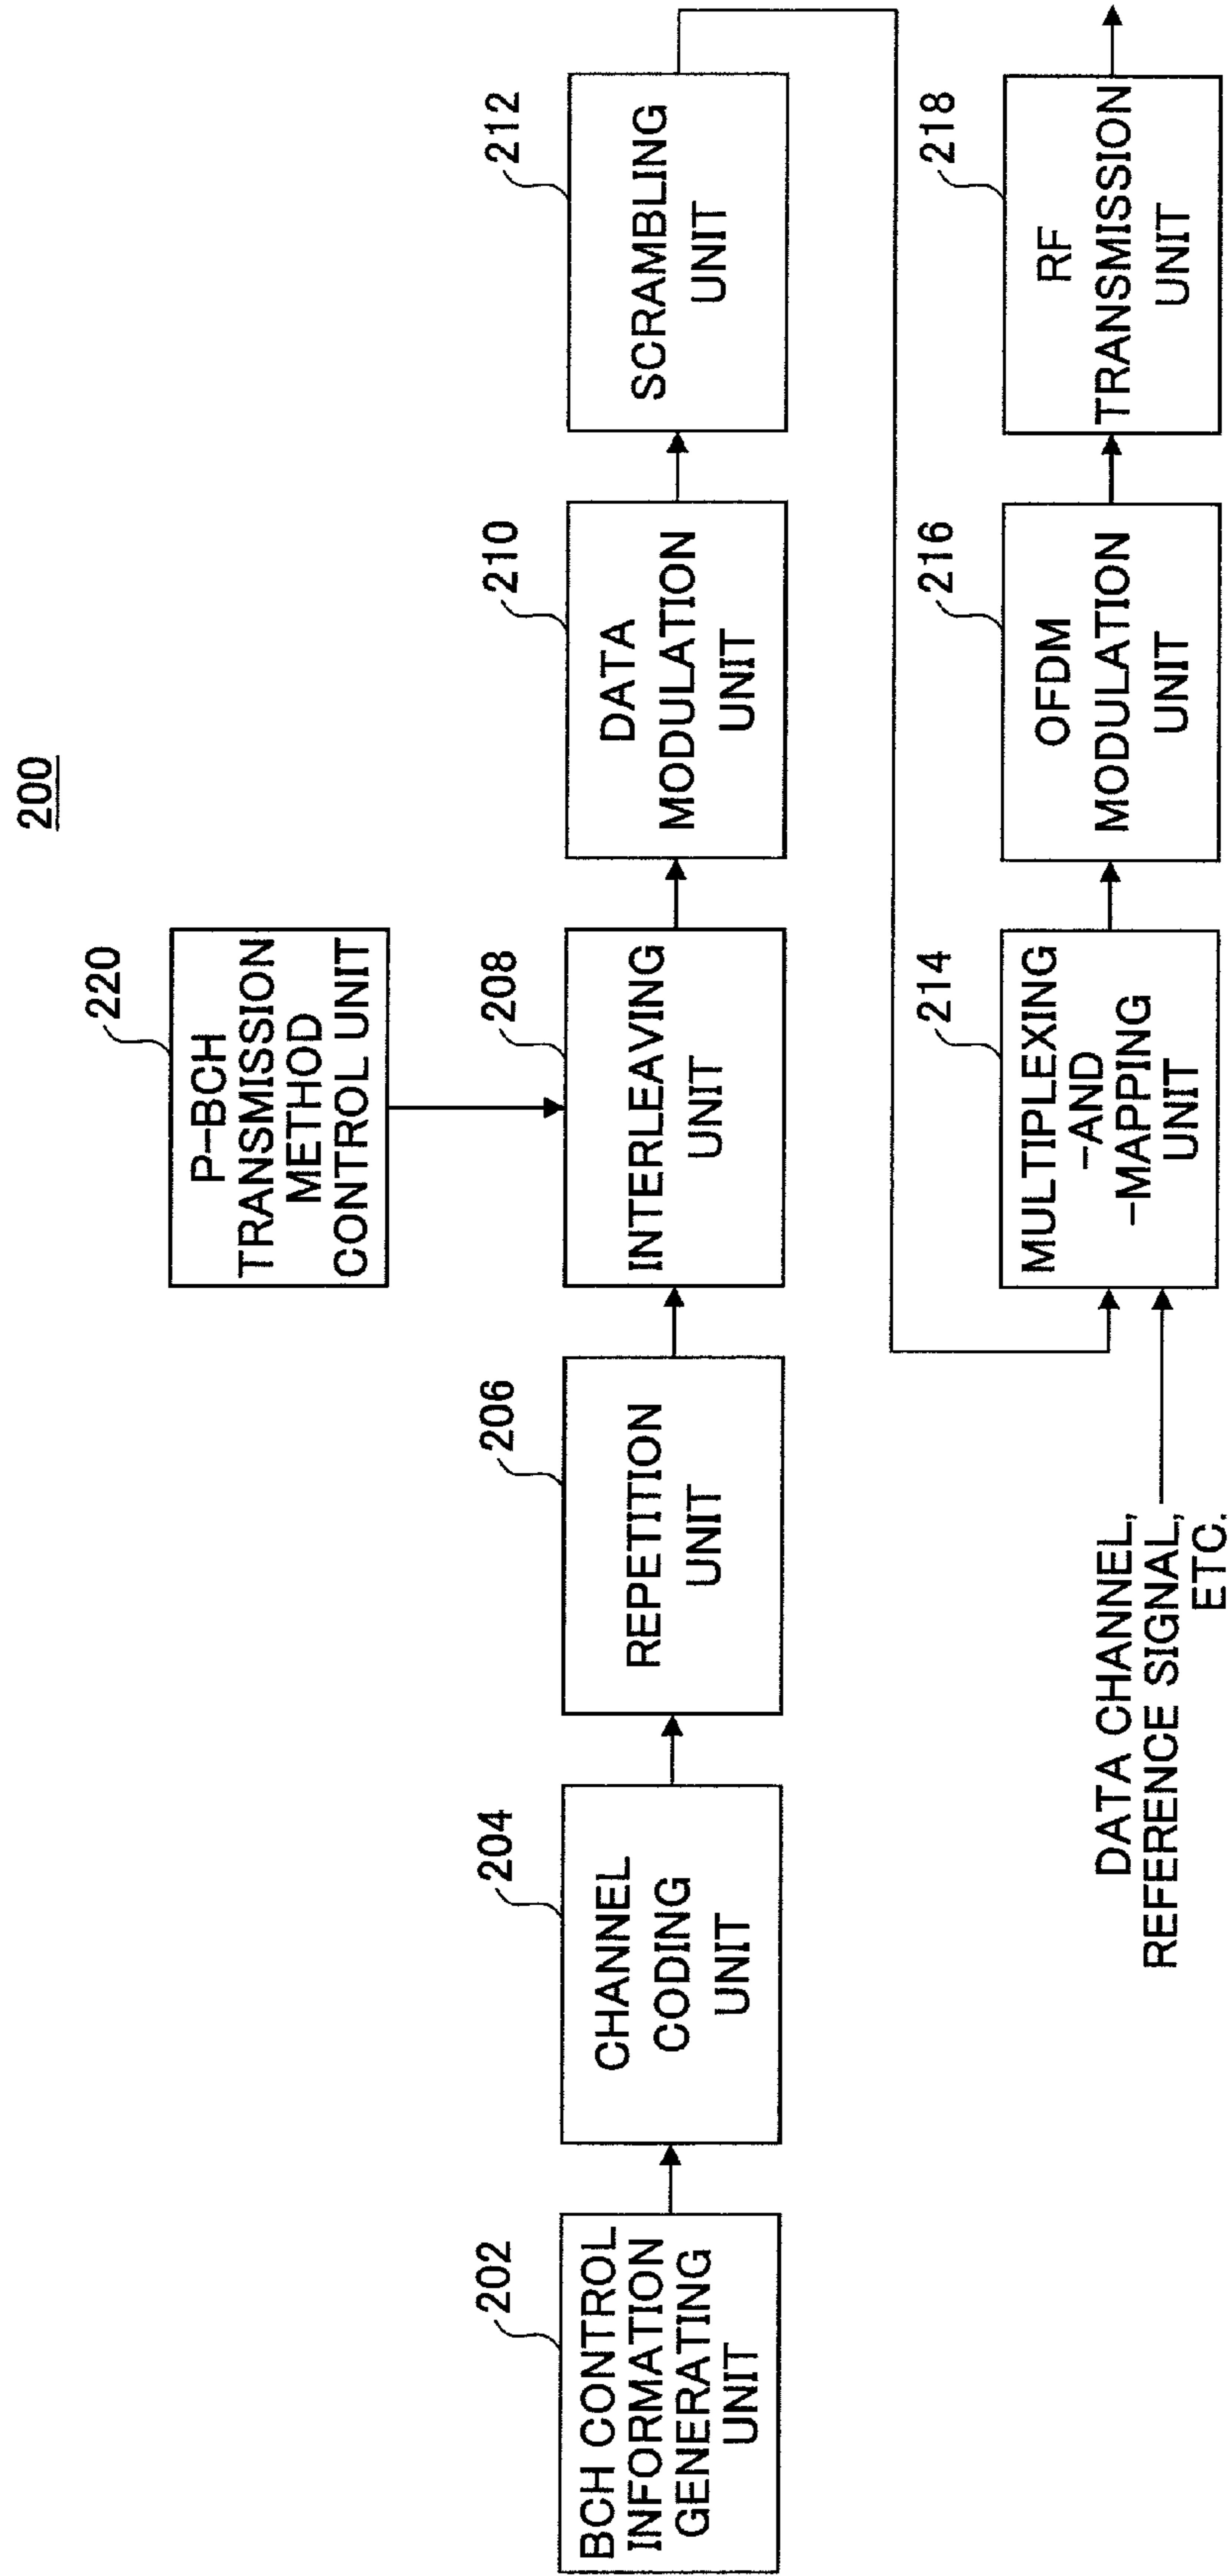 200
220
P-BCH
TRANSMISSION
METHOD
CONTROL UNIT
202
BCH CONTROL
INFORMATION
GENERATING
UNIT
204
CHANNEL
CODING
UNIT
206
REPETITION
UNIT
208
INTERLEAVING
UNIT
210
DATA
MODULATION
UNIT
212
SCRAMBLING
UNIT
DATA CHANNEL,
REFERENCE SIGNAL,
ETC.
214
MULTIPLEXING
-AND
-MAPPING
UNIT
216
OFDM
MODULATION
UNIT
218
RF
TRANSMISSION
UNIT